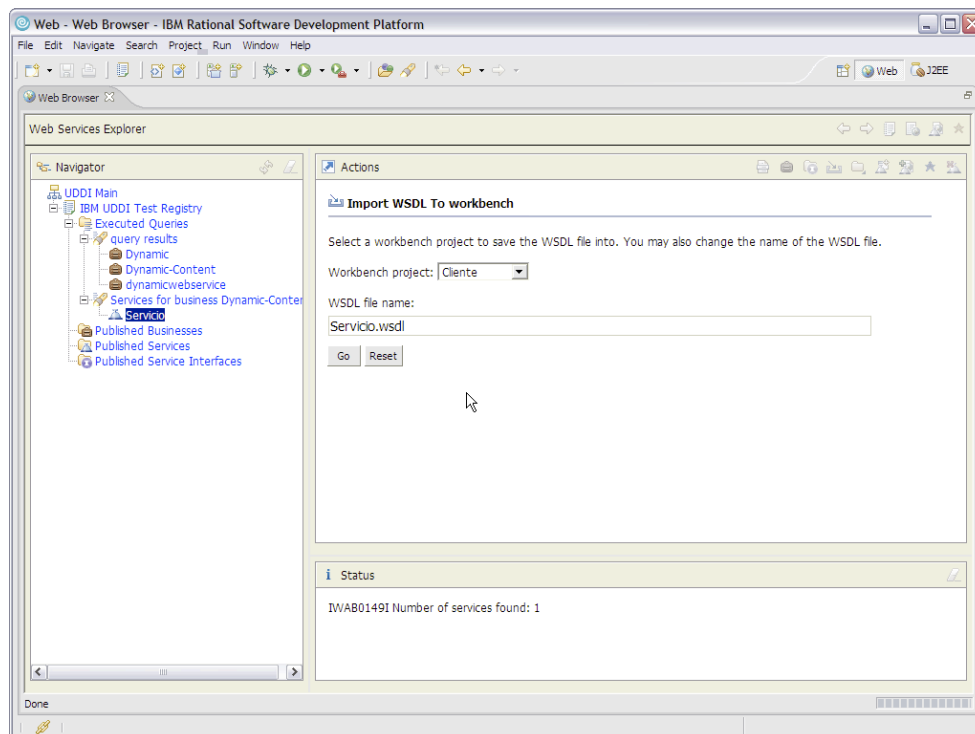 Web - Web Browser - IBM Rational Software Development Platform
File Edit Navigate Search Project Run Window Help
Web J2EE
Web Browser
Web Services Explorer
Navigator
UDDI Main
IBM UDDI Test Registry
Executed Queries
query results
Dynamic
Dynamic-Content
dynamicwebservice
Services for business Dynamic-Conter
Servicio
Published Businesses
Published Services
Published Service Interfaces
Actions
Import WSDL To workbench
Select a workbench project to save the WSDL file into. You may also change the name of the WSDL file.
Workbench project: Cliente
WSDL file name:
Servicio.wsdl
Go Reset
i Status
IWAB0149I Number of services found: 1
Done